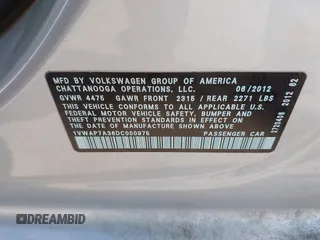 MFD. BY VOLKSWAGEN GROUP OF AMERICA
CHATTANOOGA OPERATIONS, LLC. 06/2012
GVWR 4475 GAWR FRONT 2315 / REAR 2271 LBS
THIS VEHICLE CONFORMS TO ALL APPLICABLE U.S.
FEDERAL MOTOR VEHICLE SAFETY, BUMPER AND
THEFT PREVENTION STANDARDS IN EFFECT ON THE
DATE OF MANUFACTURE SHOWN ABOVE.
1VWAP7A36DC000975 PASSENGER CAR
2012 62
DREAMBID